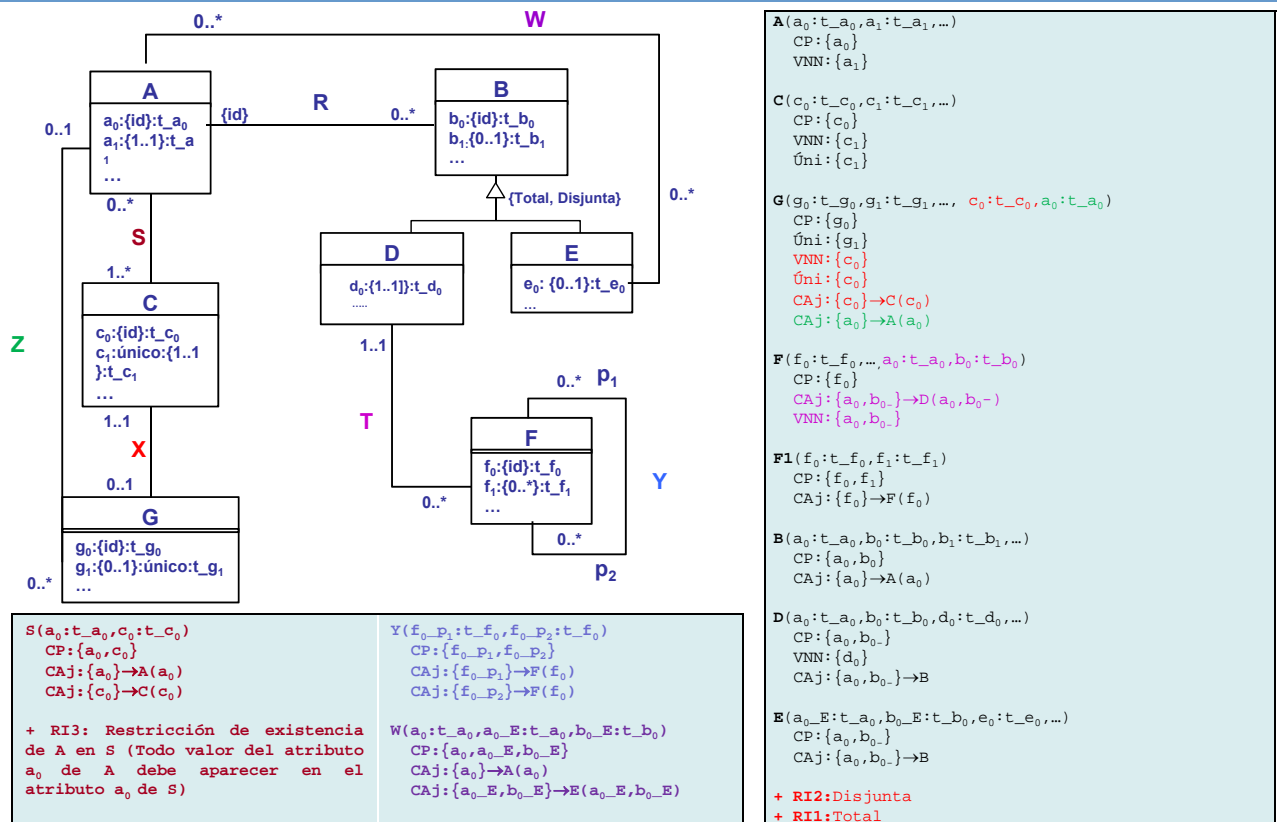 0..*
W
A
a₀:{id}:t_a₀
a₁:{1..1}:t_a
1
…
{id}
R
0..*
B
b₀:{id}:t_b₀
b₁:{0..1}:t_b₁
…
0..1
0..*
{Total, Disjunta}
0..*
S
D
d₀:{1..1]}:t_d₀
.....
E
e₀: {0..1}:t_e₀
…
1..*
C
c₀:{id}:t_c₀
c₁:único:{1..1
}:t_c₁
…
Z
1..1
1..1
X
0..1
T
0..* p₁
F
f₀:{id}:t_f₀
f₁:{0..*}:t_f₁
…
Y
0..*
0..*
p₂
G
g₀:{id}:t_g₀
g₁:{0..1}:único:t_g₁
…
0..*
S(a₀:t_a₀,c₀:t_c₀)
CP:{a₀,c₀}
CAj:{a₀}→A(a₀)
CAj:{c₀}→C(c₀)
+ RI3: Restricción de existencia
de A en S (Todo valor del atributo
a₀ de A debe aparecer en el
atributo a₀ de S)
Y(f₀_p₁:t_f₀,f₀_p₂:t_f₀)
CP:{f₀_p₁,f₀_p₂}
CAj:{f₀_p₁}→F(f₀)
CAj:{f₀_p₂}→F(f₀)
W(a₀:t_a₀,a₀_E:t_a₀,b₀_E:t_b₀)
CP:{a₀,a₀_E,b₀_E}
CAj:{a₀}→A(a₀)
CAj:{a₀_E,b₀_E}→E(a₀_E,b₀_E)
A(a₀:t_a₀,a₁:t_a₁,…)
CP:{a₀}
VNN:{a₁}
C(c₀:t_c₀,c₁:t_c₁,…)
CP:{c₀}
VNN:{c₁}
Úni:{c₁}
G(g₀:t_g₀,g₁:t_g₁,…, c₀:t_c₀,a₀:t_a₀)
CP:{g₀}
Úni:{g₁}
VNN:{c₀}
Úni:{c₀}
CAj:{c₀}→C(c₀)
CAj:{a₀}→A(a₀)
F(f₀:t_f₀,…,a₀:t_a₀,b₀:t_b₀)
CP:{f₀}
CAj:{a₀,b₀₋}→D(a₀,b₀-)
VNN:{a₀,b₀₋}
F1(f₀:t_f₀,f₁:t_f₁)
CP:{f₀,f₁}
CAj:{f₀}→F(f₀)
B(a₀:t_a₀,b₀:t_b₀,b₁:t_b₁,…)
CP:{a₀,b₀}
CAj:{a₀}→A(a₀)
D(a₀:t_a₀,b₀:t_b₀,d₀:t_d₀,…)
CP:{a₀,b₀₋}
VNN:{d₀}
CAj:{a₀,b₀₋}→B
E(a₀_E:t_a₀,b₀_E:t_b₀,e₀:t_e₀,…)
CP:{a₀,b₀₋}
CAj:{a₀,b₀₋}→B
+ RI2:Disjunta
+ RI1:Total